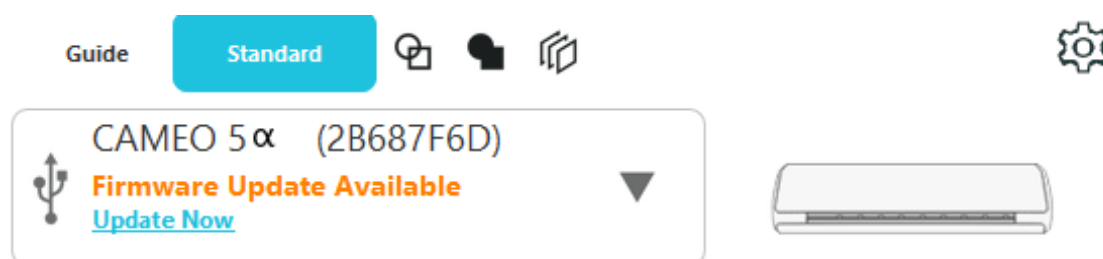 Guide Standard
CAMEO 5 α (2B687F6D)
Firmware Update Available
Update Now